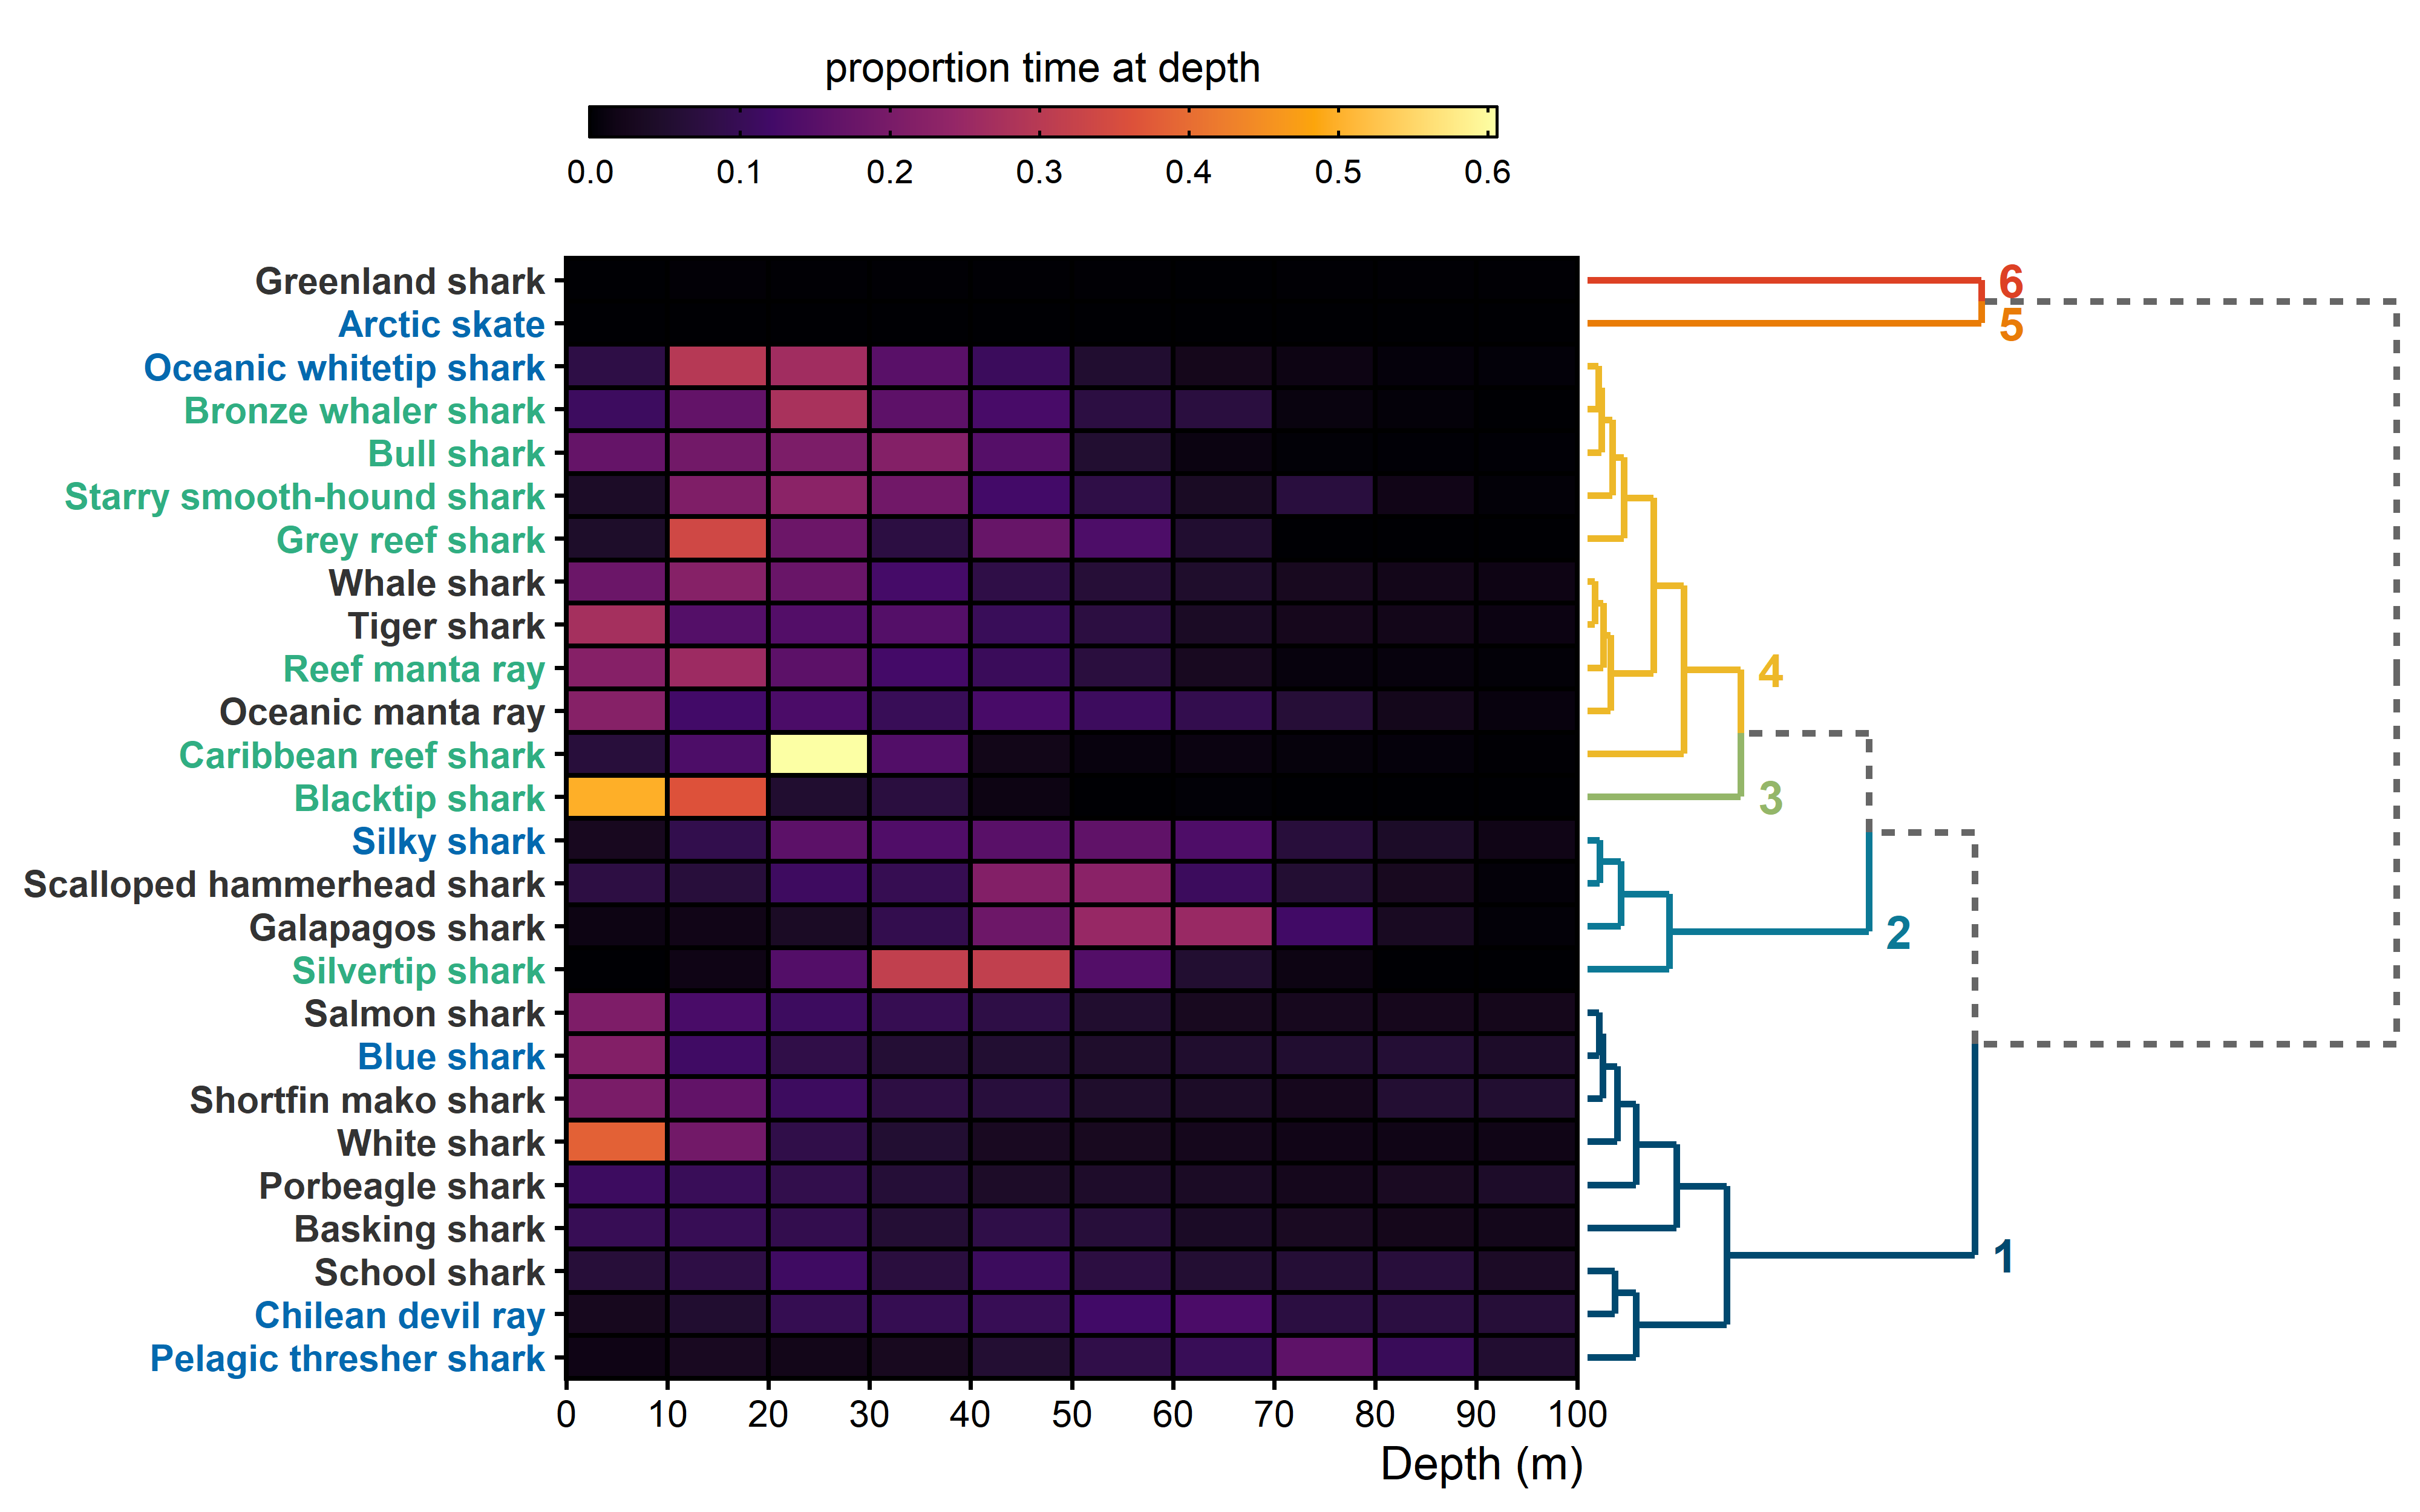 proportion time at depth
0.0 0.1 0.2 0.3 0.4 0.5 0.6
Greenland shark
6
Arctic skate
5
Oceanic whitetip shark
Bronze whaler shark
Bull shark
Starry smooth-hound shark
Grey reef shark
Whale shark
Tiger shark
Reef manta ray
4
Oceanic manta ray
Caribbean reef shark
Blacktip shark
3
Silky shark
Scalloped hammerhead shark
Galapagos shark
2
Silvertip shark
Salmon shark
Blue shark
Shortfin mako shark
White shark
Porbeagle shark
Basking shark
1
School shark
Chilean devil ray
Pelagic thresher shark
0 10 20 30 40 50 60 70 80 90 100
Depth (m)